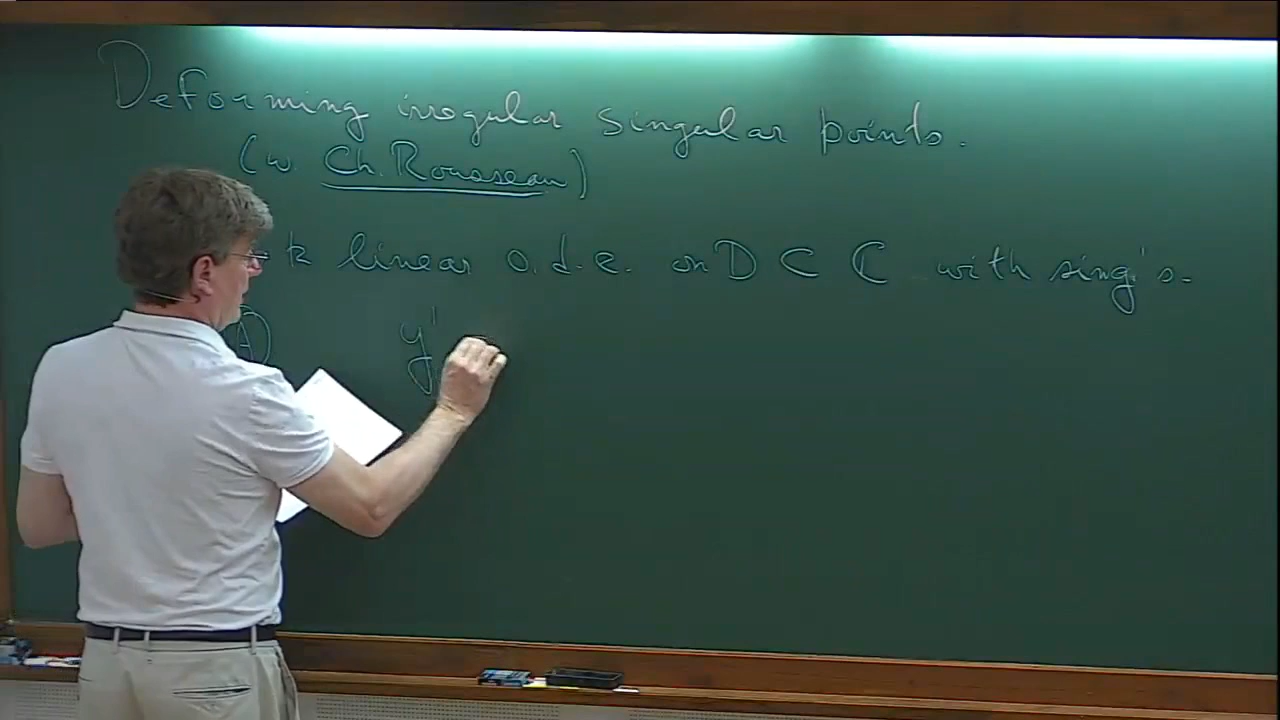 Deforming irregular singular points.
(w. Ch. Rousseau)
k linear o.d.e. on D ⊂ ℂ with sing's.
A y'